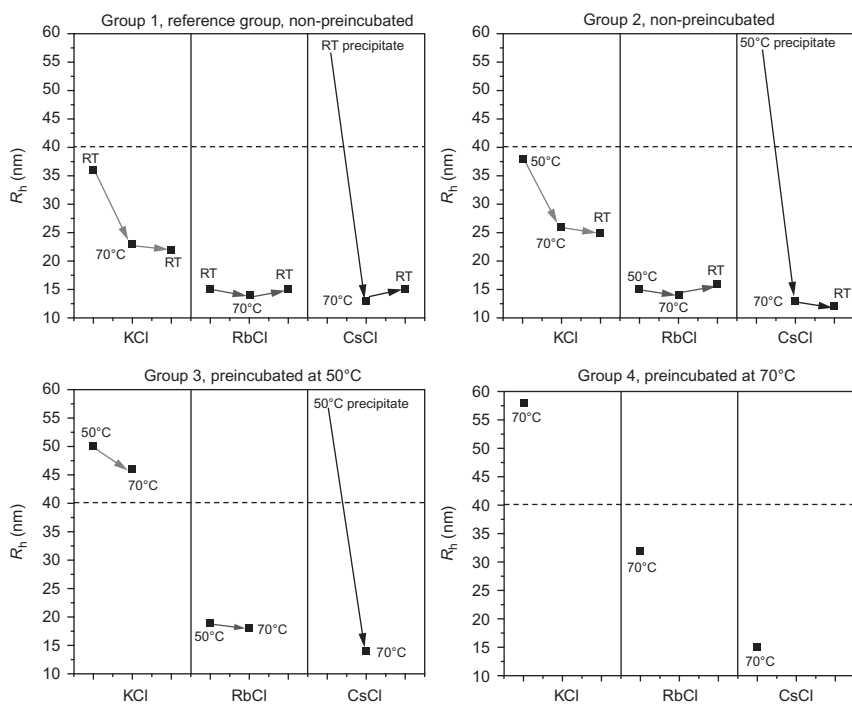 Group 1, reference group, non-preincubated
60
55
50
45
40
35
30
25
20
15
10
Rh (nm)
RT precipitate
RT
70°C
RT
RT
70°C
RT
70°C
RT
KCl
RbCl
CsCl
Group 2, non-preincubated
60
55
50
45
40
35
30
25
20
15
10
Rh (nm)
50°C precipitate
50°C
70°C
RT
50°C
70°C
RT
70°C
RT
KCl
RbCl
CsCl
Group 3, preincubated at 50°C
60
55
50
45
40
35
30
25
20
15
10
Rh (nm)
50°C precipitate
50°C
70°C
50°C
70°C
70°C
KCl
RbCl
CsCl
Group 4, preincubated at 70°C
60
55
50
45
40
35
30
25
20
15
10
Rh (nm)
70°C
70°C
70°C
KCl
RbCl
CsCl